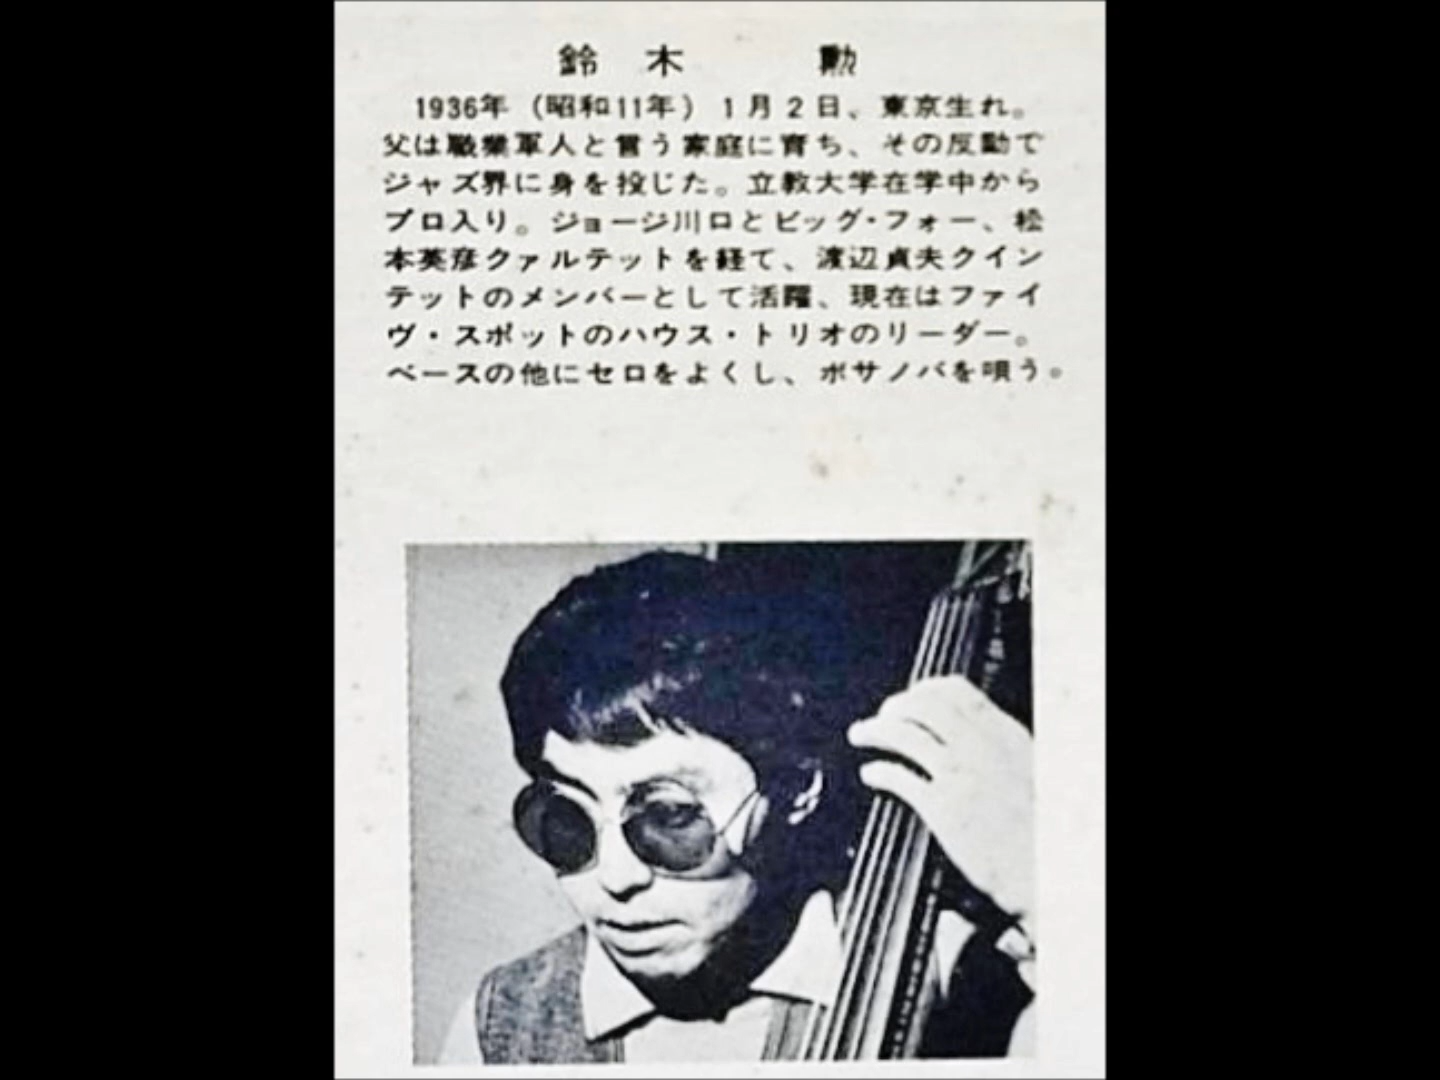 鈴木 勲
1936年（昭和11年）1月2日、東京生れ。
父は職業軍人と言う家庭に育ち、その反動で
ジャズ界に身を投じた。立教大学在学中から
プロ入り。ジョージ川口とビッグ・フォー、松
本英彦クァルテットを経て、渡辺貞夫クイン
テットのメンバーとして活躍、現在はファイ
ヴ・スポットのハウス・トリオのリーダー。
ベースの他にセロをよくし、ボサノバを唄う。